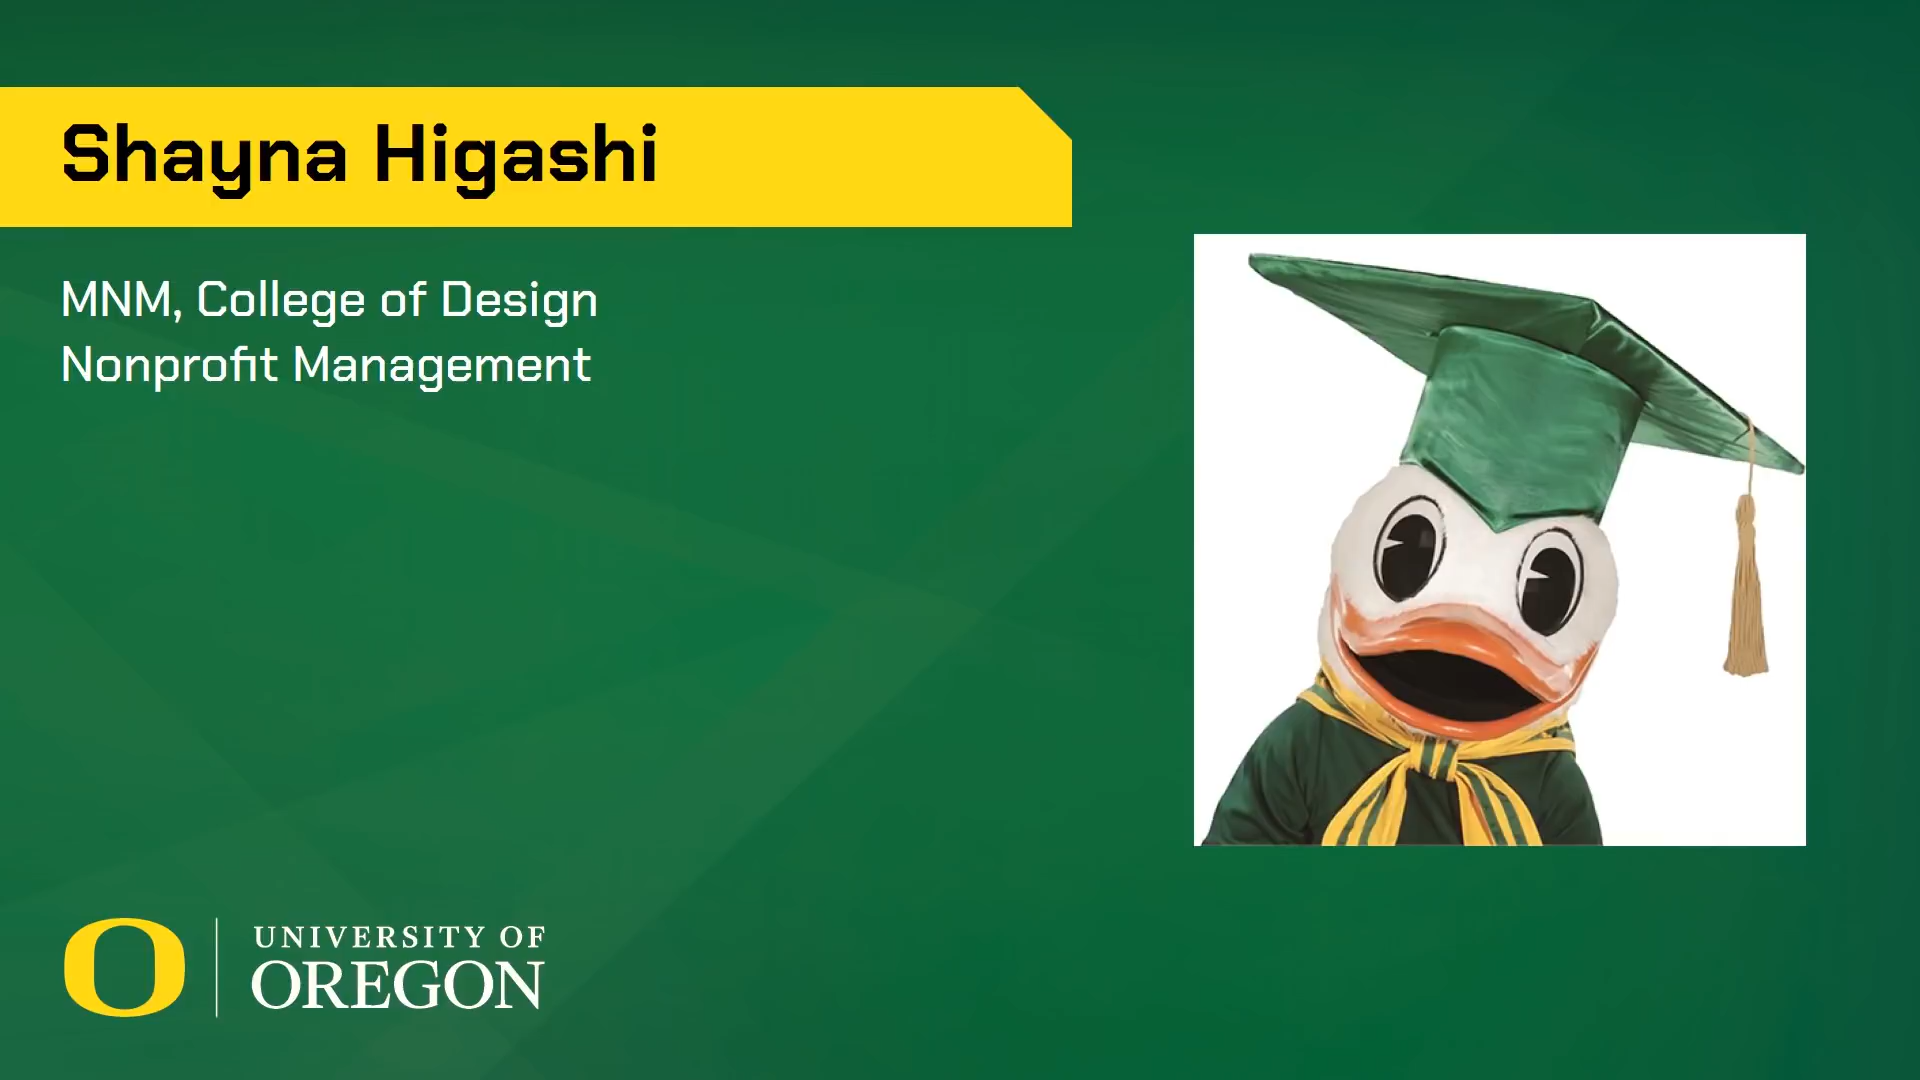 Shayna Higashi
MNM, College of Design
Nonprofit Management
O
UNIVERSITY OF
OREGON